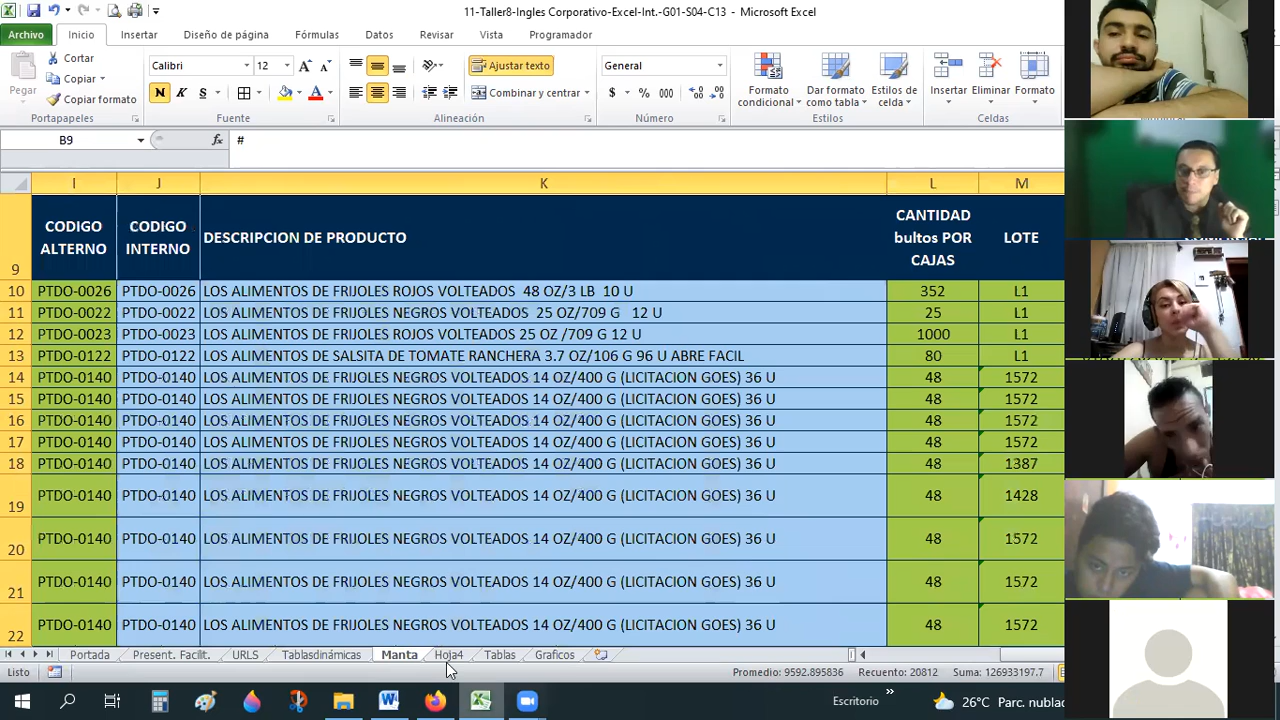 11-Taller8-Ingles Corporativo-Excel-Int.-G01-S04-C13 - Microsoft Excel
Archivo Inicio Insertar Diseño de página Fórmulas Datos Revisar Vista Programador
Pegar Cortar Copiar Copiar formato
Calibri 12 N K S
Ajustar texto Combinar y centrar
General $ % 000
Formato condicional Dar formato como tabla Estilos de celda Insertar Eliminar Formato
Portapapeles Fuente Alineación Número Estilos Celdas
B9 fx #
I J K L M
9 CODIGO ALTERNO CODIGO INTERNO DESCRIPCION DE PRODUCTO CANTIDAD bultos POR CAJAS LOTE
10 PTDO-0026 PTDO-0026 LOS ALIMENTOS DE FRIJOLES ROJOS VOLTEADOS 48 OZ/3 LB 10 U 352 L1
11 PTDO-0022 PTDO-0022 LOS ALIMENTOS DE FRIJOLES NEGROS VOLTEADOS 25 OZ/709 G 12 U 25 L1
12 PTDO-0023 PTDO-0023 LOS ALIMENTOS DE FRIJOLES ROJOS VOLTEADOS 25 OZ /709 G 12 U 1000 L1
13 PTDO-0122 PTDO-0122 LOS ALIMENTOS DE SALSITA DE TOMATE RANCHERA 3.7 OZ/106 G 96 U ABRE FACIL 80 L1
14 PTDO-0140 PTDO-0140 LOS ALIMENTOS DE FRIJOLES NEGROS VOLTEADOS 14 OZ/400 G (LICITACION GOES) 36 U 48 1572
15 PTDO-0140 PTDO-0140 LOS ALIMENTOS DE FRIJOLES NEGROS VOLTEADOS 14 OZ/400 G (LICITACION GOES) 36 U 48 1572
16 PTDO-0140 PTDO-0140 LOS ALIMENTOS DE FRIJOLES NEGROS VOLTEADOS 14 OZ/400 G (LICITACION GOES) 36 U 48 1572
17 PTDO-0140 PTDO-0140 LOS ALIMENTOS DE FRIJOLES NEGROS VOLTEADOS 14 OZ/400 G (LICITACION GOES) 36 U 48 1572
18 PTDO-0140 PTDO-0140 LOS ALIMENTOS DE FRIJOLES NEGROS VOLTEADOS 14 OZ/400 G (LICITACION GOES) 36 U 48 1387
19 PTDO-0140 PTDO-0140 LOS ALIMENTOS DE FRIJOLES NEGROS VOLTEADOS 14 OZ/400 G (LICITACION GOES) 36 U 48 1428
20 PTDO-0140 PTDO-0140 LOS ALIMENTOS DE FRIJOLES NEGROS VOLTEADOS 14 OZ/400 G (LICITACION GOES) 36 U 48 1572
21 PTDO-0140 PTDO-0140 LOS ALIMENTOS DE FRIJOLES NEGROS VOLTEADOS 14 OZ/400 G (LICITACION GOES) 36 U 48 1572
22 PTDO-0140 PTDO-0140 LOS ALIMENTOS DE FRIJOLES NEGROS VOLTEADOS 14 OZ/400 G (LICITACION GOES) 36 U 48 1572
Portada Present. Facilit. URLS Tablasdinámicas Manta Hoja4 Tablas Graficos
Listo Promedio: 9592.895836 Recuento: 20812 Suma: 126933197.7
Escritorio » 26°C Parc. nublado